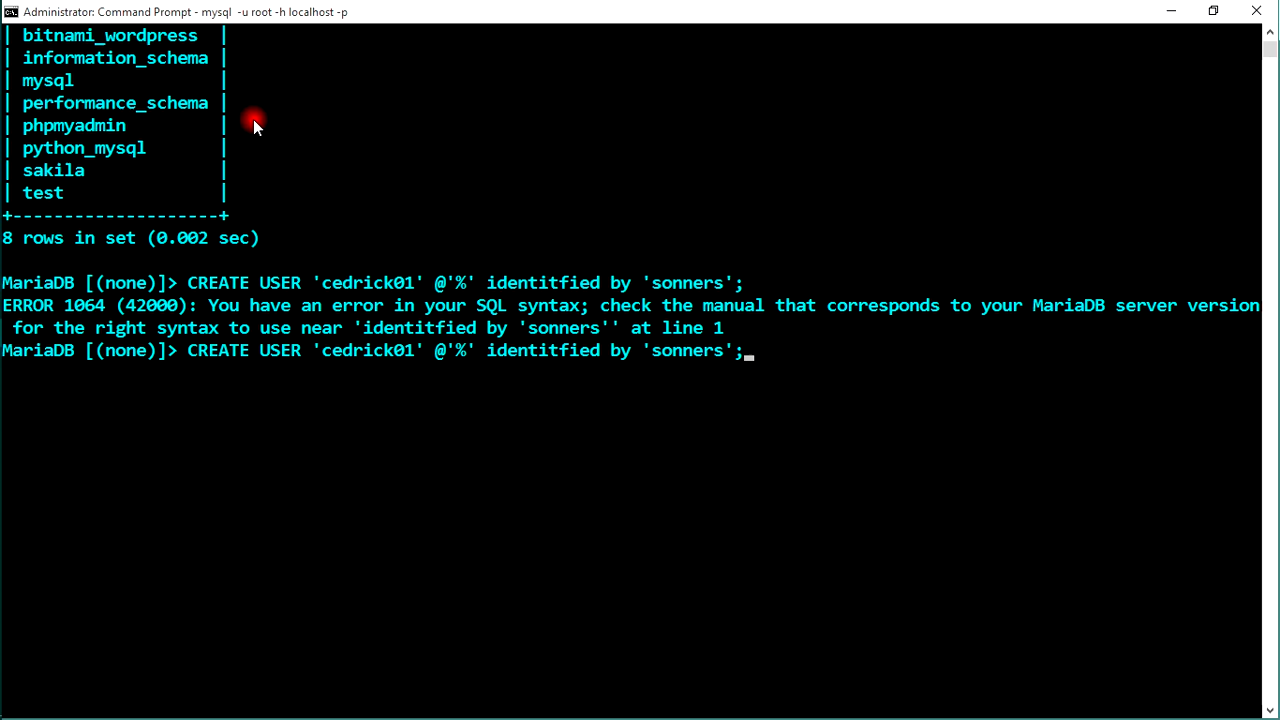 Administrator: Command Prompt - mysql -u root -h localhost -p
| bitnami_wordpress |
| information_schema |
| mysql |
| performance_schema |
| phpmyadmin |
| python_mysql |
| sakila |
| test |
+--------------------+
8 rows in set (0.002 sec)
MariaDB [(none)]> CREATE USER 'cedrick01' @'%' identitfied by 'sonners';
ERROR 1064 (42000): You have an error in your SQL syntax; check the manual that corresponds to your MariaDB server version
for the right syntax to use near 'identitfied by 'sonners'' at line 1
MariaDB [(none)]> CREATE USER 'cedrick01' @'%' identitfied by 'sonners';